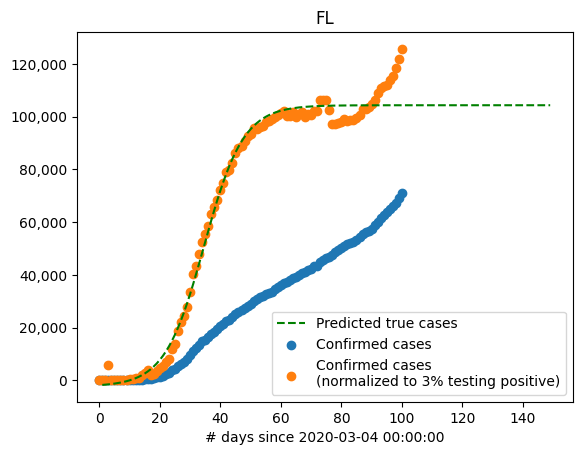 FL
120,000
100,000
80,000
60,000
40,000
20,000
0
Predicted true cases
Confirmed cases
Confirmed cases
(normalized to 3% testing positive)
0 20 40 60 80 100 120 140
# days since 2020-03-04 00:00:00